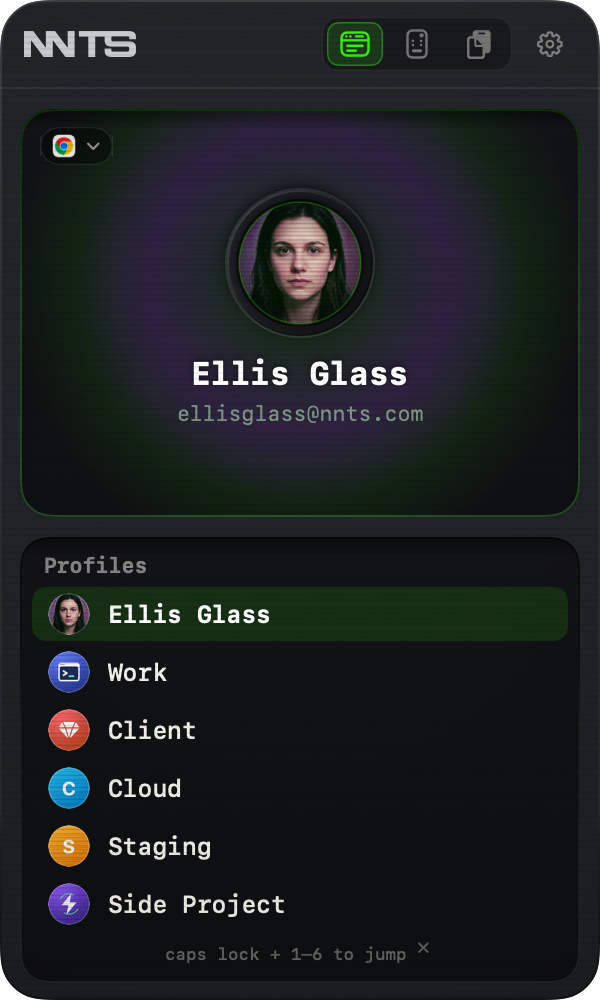 NNTS
Ellis Glass
ellisglass@nnts.com
Profiles
Ellis Glass
Work
Client
C Cloud
S Staging
Side Project
caps lock + 1–6 to jump ×